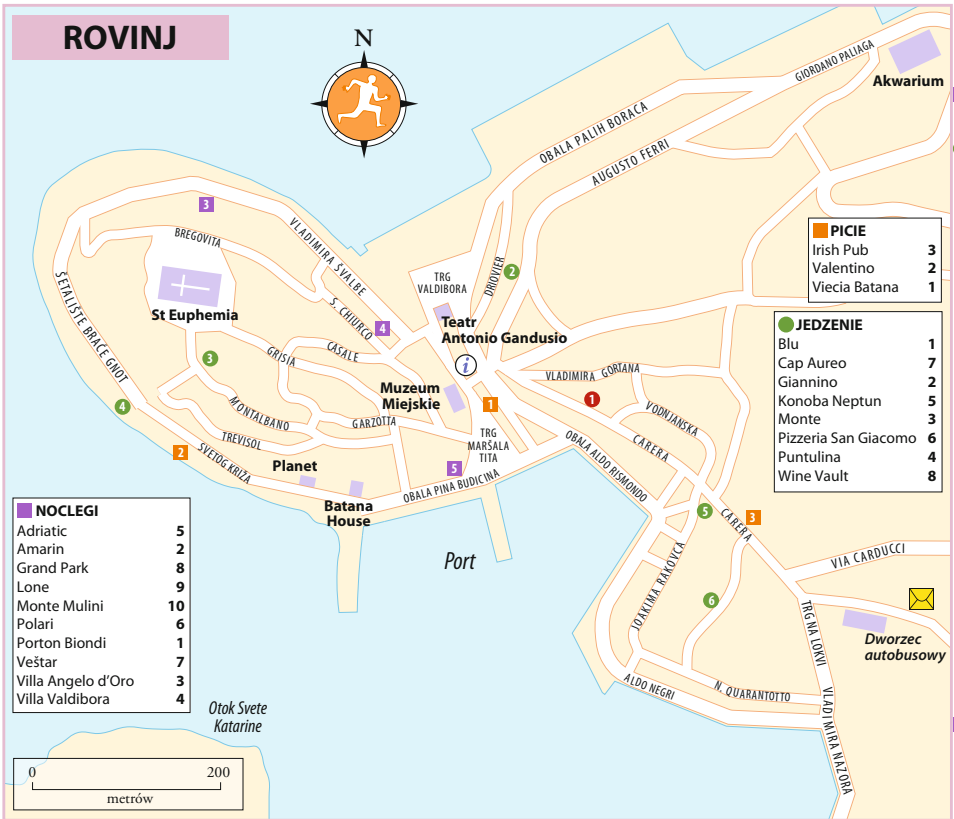 ROVINJ
N
Akwarium
GIORDANO PALIAGA
OBALA PALIH BORACA
AUGUSTO FERRI
3
VLADIMIRA ŠVALBE
BREGOVITA
ŠETALIŠTE BRAĆE GNOT
St Euphemia
TRG
VALDIBORA
DRIOVIER
2
S. CHIURCO
4
Teatr
Antonio Gandusio
i
CASALE
GRISIA
3
Muzeum
Miejskie
1
VLADIMIRA GORTANA
1
VODNJANSKA
4
MONTALBANO
GARZOTTA
TREVISOL
TRG
MARŠALA
TITA
CARERA
OBALA ALDO RISMONDO
2
SVETOG KRIŽA
Planet
5
Batana
House
OBALA PINA BUDICINA
Port
5
CARERA
3
JOAKIMA RAKOVCA
6
VIA CARDUCCI
TRG NA LOKVI
Dworzec
autobusowy
ALDO NEGRI
N. QUARANTOTTO
VLADIMIRA NAZORA
Otok Svete
Katarine
PICIE
Irish Pub 3
Valentino 2
Viecia Batana 1
JEDZENIE
Blu 1
Cap Aureo 7
Giannino 2
Konoba Neptun 5
Monte 3
Pizzeria San Giacomo 6
Puntulina 4
Wine Vault 8
NOCLEGI
Adriatic 5
Amarin 2
Grand Park 8
Lone 9
Monte Mulini 10
Polari 6
Porton Biondi 1
Veštar 7
Villa Angelo d’Oro 3
Villa Valdibora 4
0 200
metrów